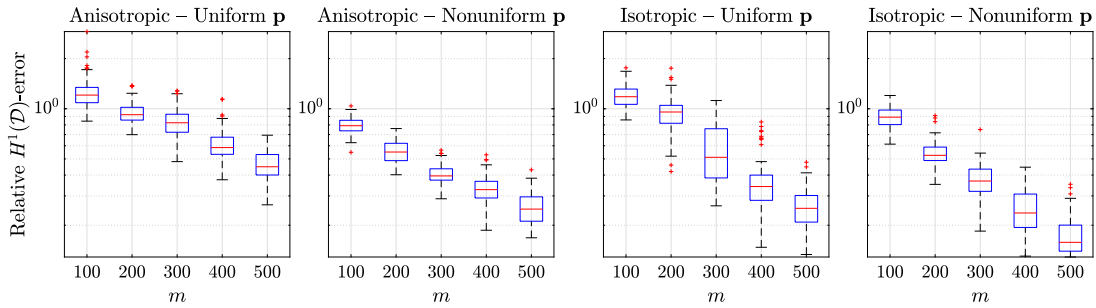 Anisotropic – Uniform p
Anisotropic – Nonuniform p
Isotropic – Uniform p
Isotropic – Nonuniform p
Relative H¹(𝒟)-error
10⁰
10⁰
10⁰
10⁰
100 200 300 400 500
100 200 300 400 500
100 200 300 400 500
100 200 300 400 500
m
m
m
m